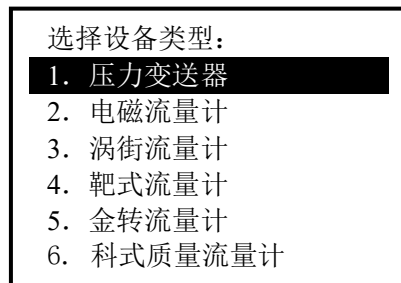 选择设备类型：
1. 压力变送器
2. 电磁流量计
3. 涡街流量计
4. 靶式流量计
5. 金转流量计
6. 科式质量流量计